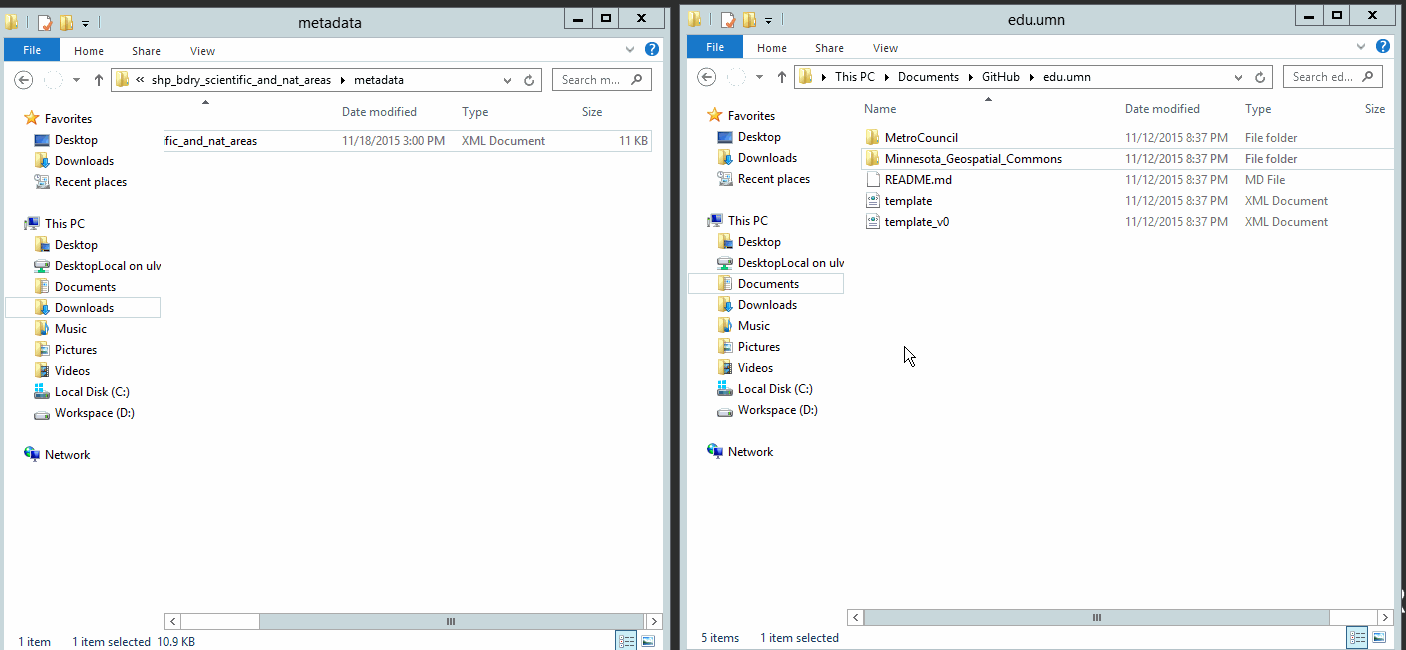 metadata
File Home Share View
« shp_bdry_scientific_and_nat_areas metadata
Search m...
Date modified Type Size
fic_and_nat_areas 11/18/2015 3:00 PM XML Document 11 KB
Favorites
Desktop
Downloads
Recent places
This PC
Desktop
DesktopLocal on ulv
Documents
Downloads
Music
Pictures
Videos
Local Disk (C:)
Workspace (D:)
Network
1 item 1 item selected 10.9 KB
edu.umn
File Home Share View
This PC Documents GitHub edu.umn
Search ed...
Name Date modified Type Size
MetroCouncil 11/12/2015 8:37 PM File folder
Minnesota_Geospatial_Commons 11/12/2015 8:37 PM File folder
README.md 11/12/2015 8:37 PM MD File
template 11/12/2015 8:37 PM XML Document
template_v0 11/12/2015 8:37 PM XML Document
Favorites
Desktop
Downloads
Recent places
This PC
Desktop
DesktopLocal on ulv
Documents
Downloads
Music
Pictures
Videos
Local Disk (C:)
Workspace (D:)
Network
5 items 1 item selected